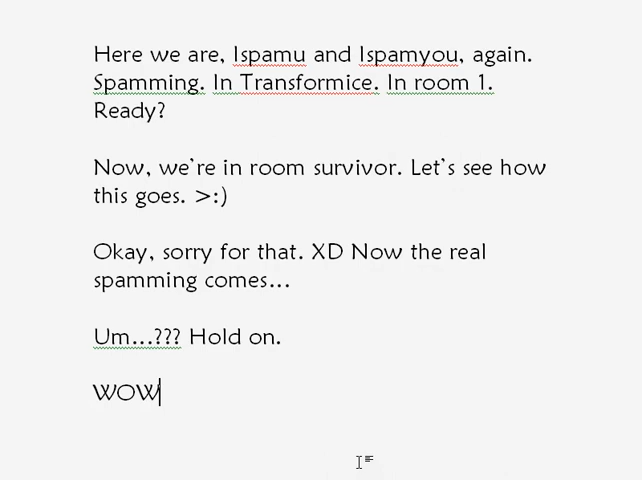 Here we are, Ispamu and Ispamyou, again.
Spamming. In Transformice. In room 1.
Ready?
Now, we're in room survivor. Let's see how
this goes. >:)
Okay, sorry for that. XD Now the real
spamming comes...
Um...??? Hold on.
WOW